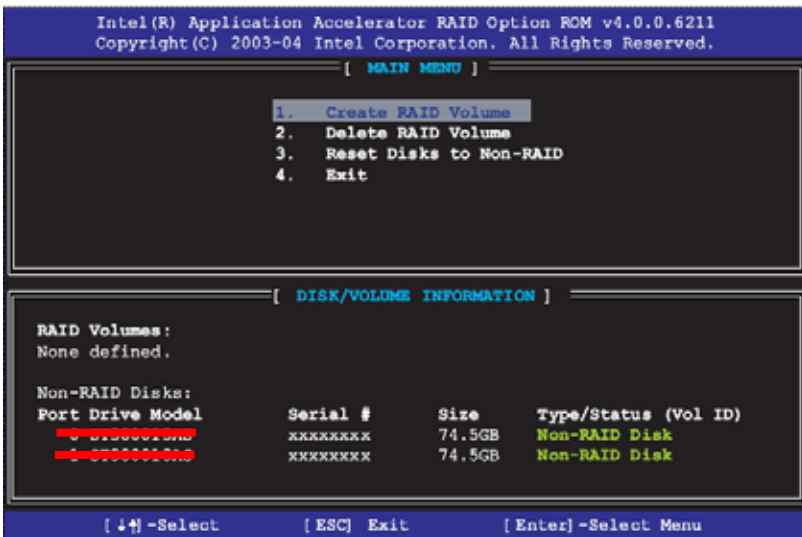 Intel(R) Application Accelerator RAID Option ROM v4.0.0.6211
Copyright(C) 2003-04 Intel Corporation. All Rights Reserved.
[ MAIN MENU ]
1. Create RAID Volume
2. Delete RAID Volume
3. Reset Disks to Non-RAID
4. Exit
[ DISK/VOLUME INFORMATION ]
RAID Volumes:
None defined.
Non-RAID Disks:
Port Drive Model Serial # Size Type/Status (Vol ID)
xxxxxxxx 74.5GB Non-RAID Disk
xxxxxxxx 74.5GB Non-RAID Disk
[↓↑]-Select [ESC] Exit [Enter]-Select Menu